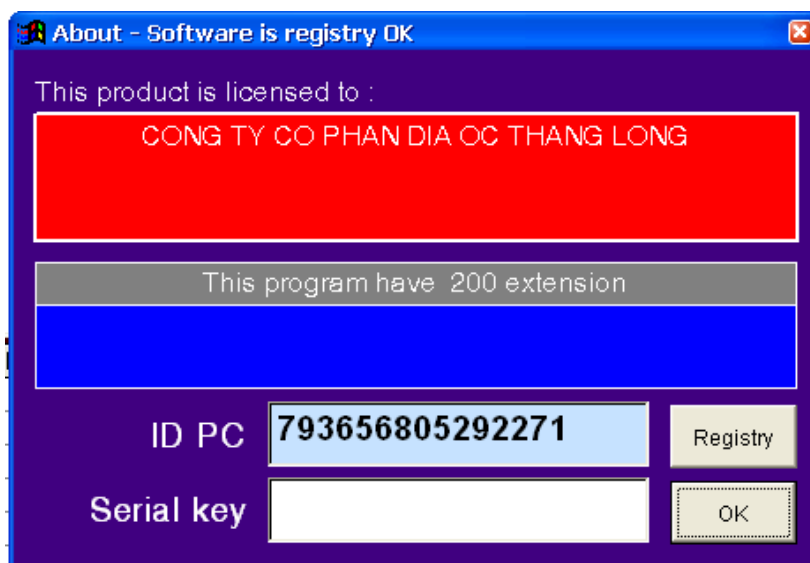 About - Software is registry OK
This product is licensed to :
CONG TY CO PHAN DIA OC THANG LONG
This program have 200 extension
ID PC 793656805292271 Registry
Serial key OK